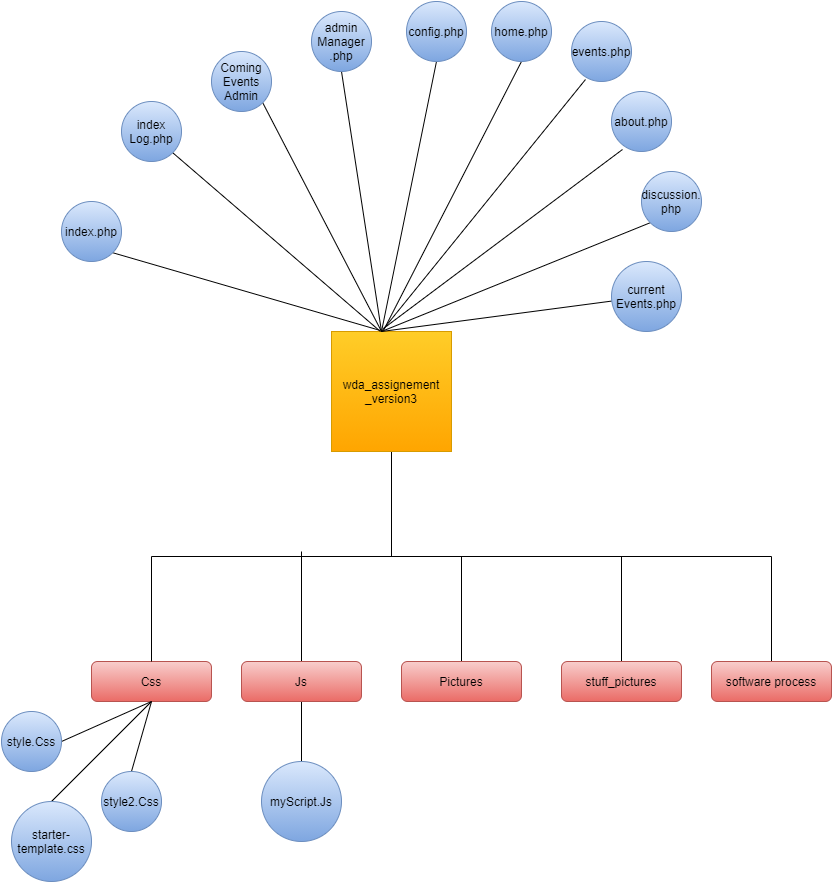 admin
Manager
.php
config.php
home.php
events.php
Coming
Events
Admin
index
Log.php
about.php
discussion.
php
index.php
current
Events.php
wda_assignement
_version3
Css
Js
Pictures
stuff_pictures
software process
style.Css
style2.Css
starter-
template.css
myScript.Js